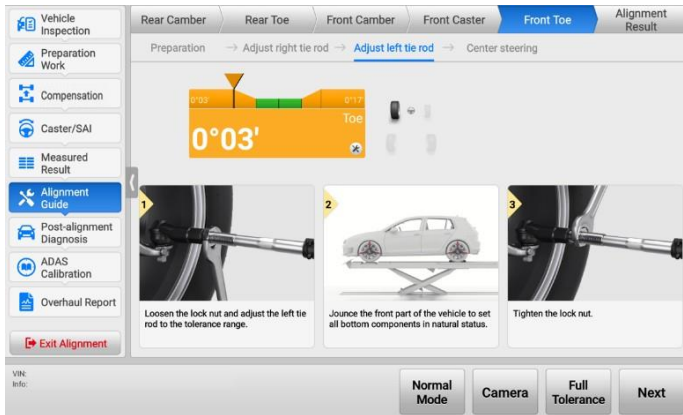 Vehicle
Inspection
Preparation
Work
Compensation
Caster/SAI
Measured
Result
Alignment
Guide
Post-alignment
Diagnosis
ADAS
Calibration
Overhaul Report
Exit Alignment
Rear Camber
Rear Toe
Front Camber
Front Caster
Front Toe
Alignment
Result
Preparation
Adjust right tie rod
Adjust left tie rod
Center steering
0°03'
0°17'
Toe
0°03'
1
2
3
Loosen the lock nut and adjust the left tie
rod to the tolerance range.
Jounce the front part of the vehicle to set
all bottom components in natural status.
Tighten the lock nut.
VIN:
Info:
Normal
Mode
Camera
Full
Tolerance
Next